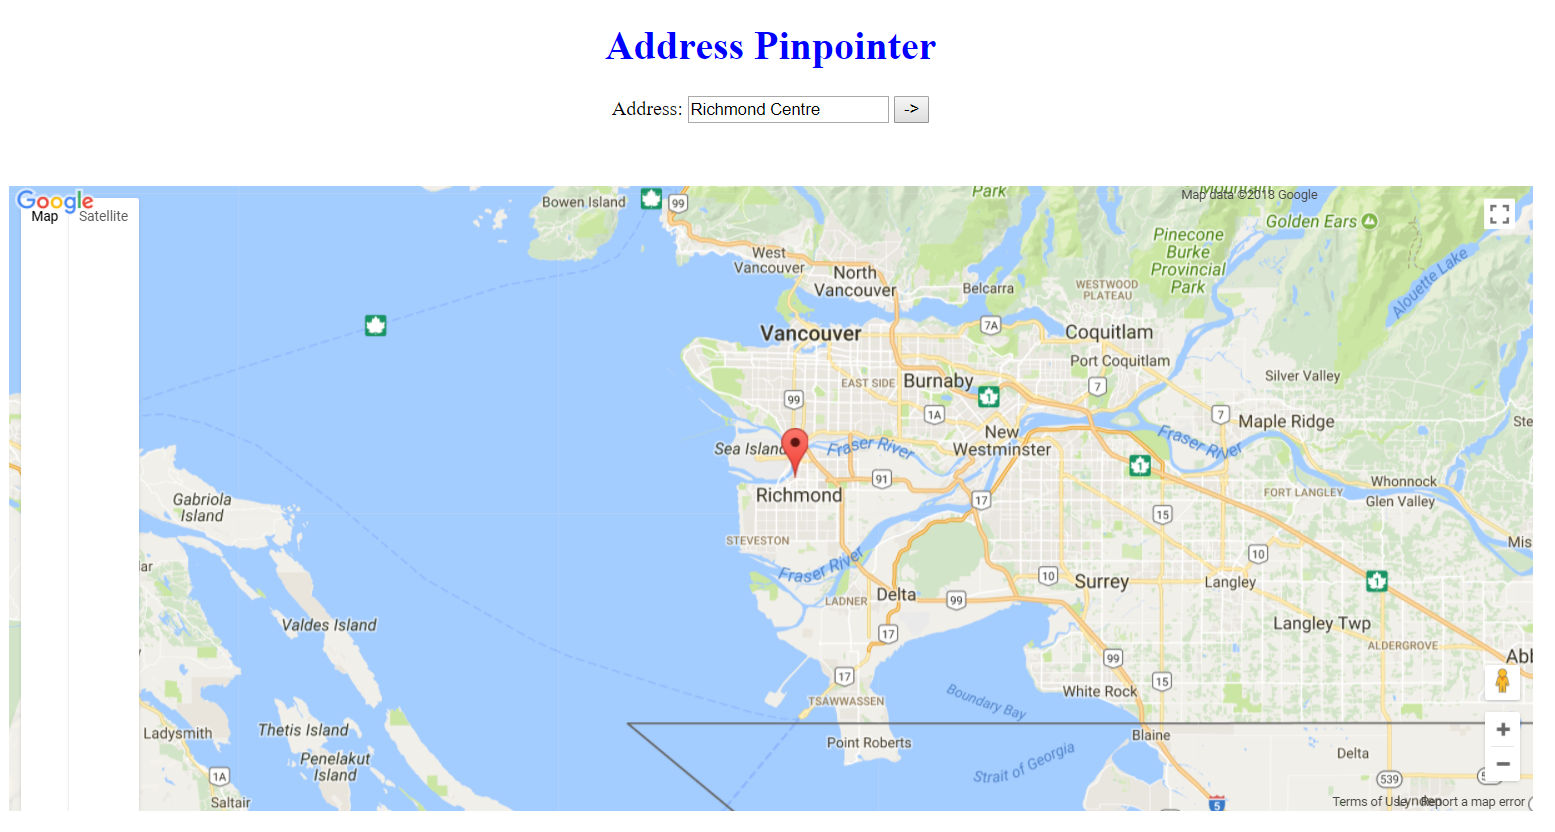 Address Pinpointer
Address: Richmond Centre ->
Google
Map Satellite
Map data ©2018 Google
Park
Bowen Island
99
Golden Ears
Pinecone
Burke
Provincial
Park
West
Vancouver
North
Vancouver
Belcarra
WESTWOOD
PLATEAU
Alouette Lake
Vancouver
7A
Coquitlam
Port Coquitlam
EAST SIDE
Burnaby
1
7
Silver Valley
99
1A
7
Maple Ridge
Ste
New
Westminster
Sea Island
Fraser River
Fraser River
1
91
Richmond
17
FORT LANGLEY
Whonnock
Glen Valley
Gabriola
Island
15
STEVESTON
Mis
10
lar
Fraser River
10
Surrey
Langley
1
Delta
99
LADNER
Valdes Island
17
Langley Twp
ALDERGROVE
99
Abb
17
15
White Rock
TSAWWASSEN
Boundary Bay
Thetis Island
Ladysmith
Point Roberts
Blaine
+
Penelakut
Island
Strait of Georgia
Delta
−
1A
539
Saltair
5
Terms of Use
Lynden
Report a map error